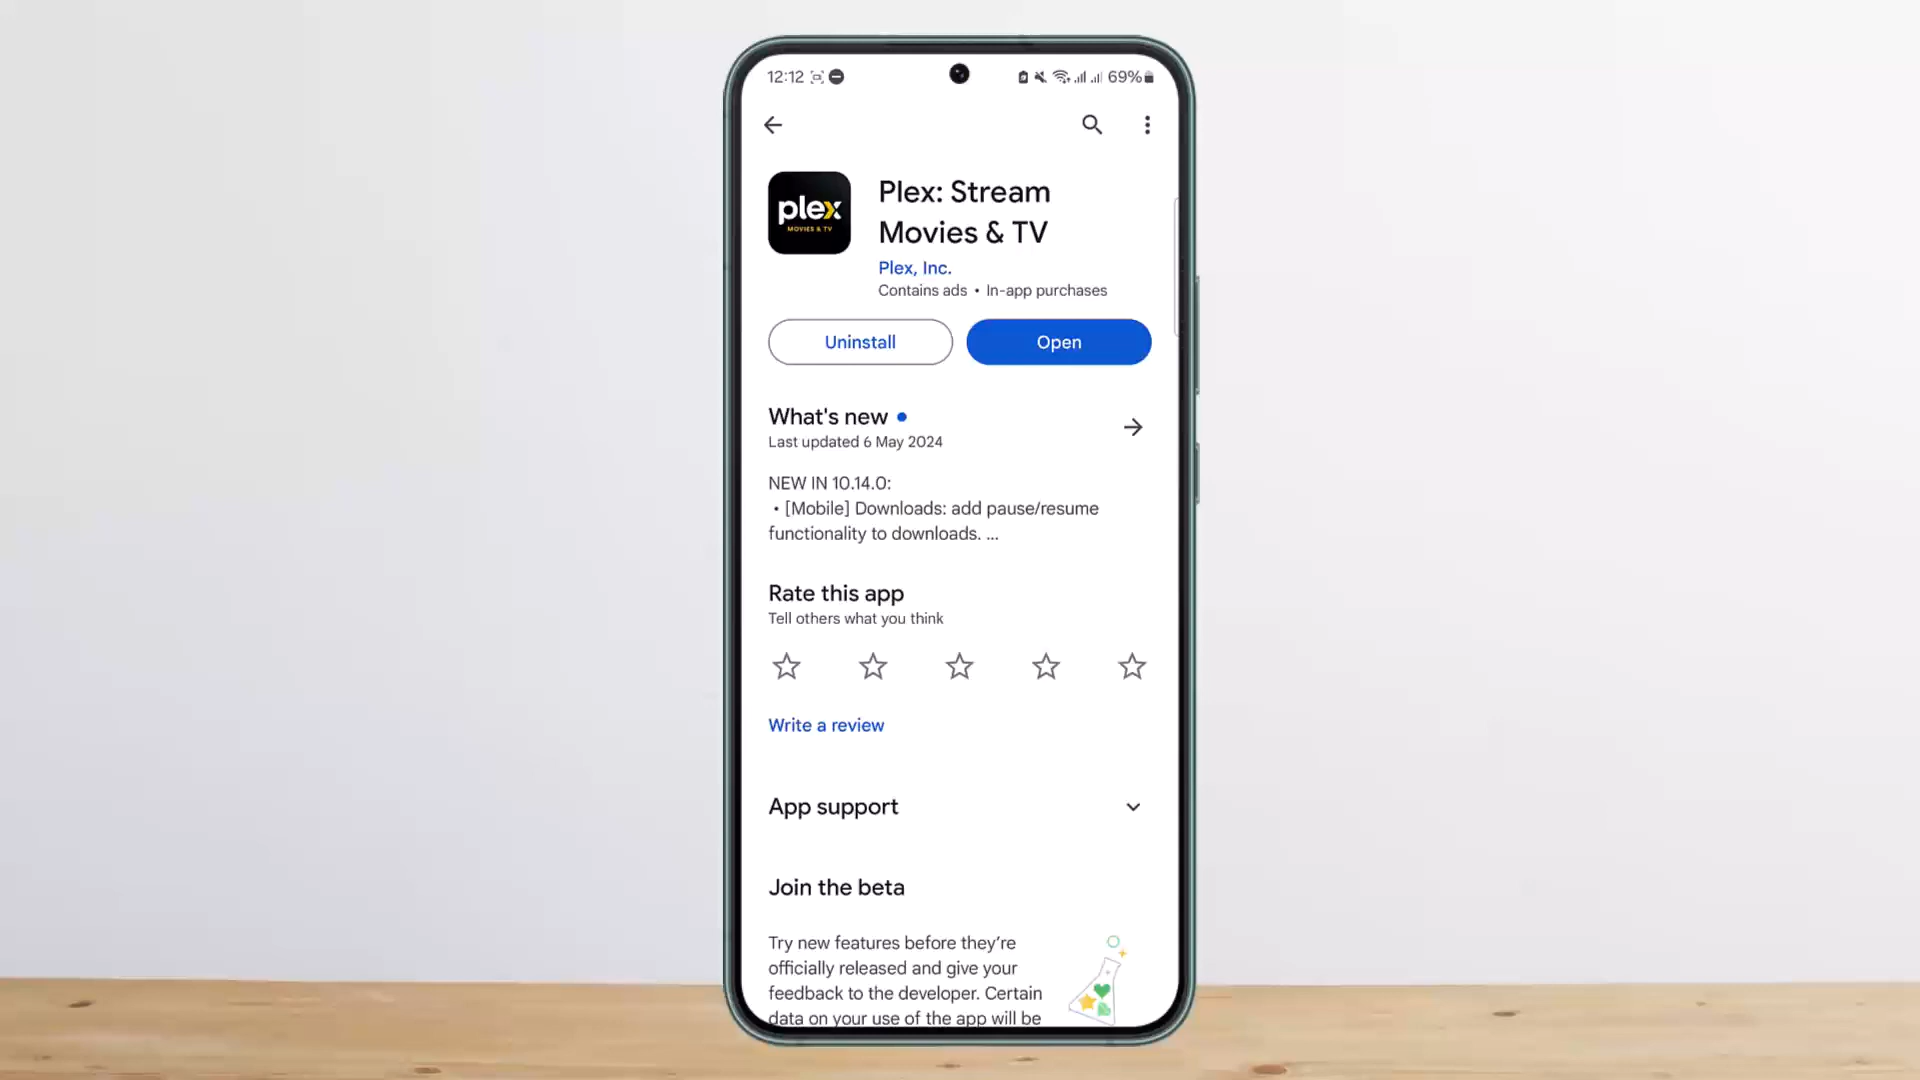 12:12
69%
plex
MOVIES & TV
Plex: Stream
Movies & TV
Plex, Inc.
Contains ads • In-app purchases
Uninstall
Open
What's new
Last updated 6 May 2024
NEW IN 10.14.0:
• [Mobile] Downloads: add pause/resume
functionality to downloads. ...
Rate this app
Tell others what you think
Write a review
App support
Join the beta
Try new features before they’re
officially released and give your
feedback to the developer. Certain
data on your use of the app will be